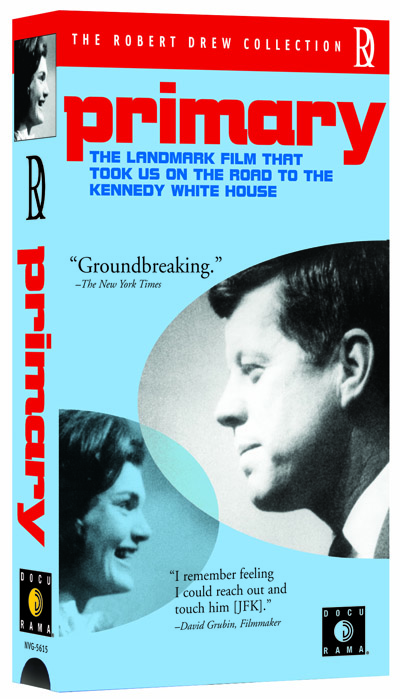 THE ROBERT DREW COLLECTION
RD
primary
THE LANDMARK FILM THAT
TOOK US ON THE ROAD TO THE
KENNEDY WHITE HOUSE
“Groundbreaking.”
–The New York Times
“I remember feeling
I could reach out and
touch him [JFK].”
–David Grubin, Filmmaker
DOCU
RAMA
RD
primary
DOCU
RAMA
NVG-5615